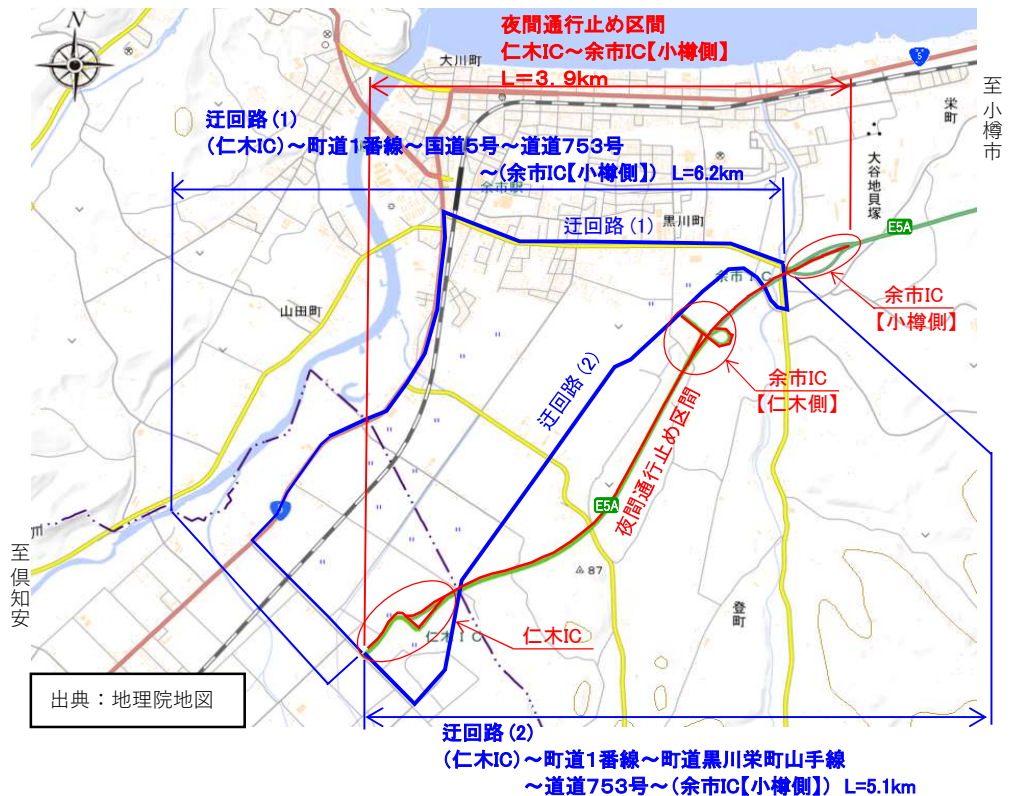 夜間通行止め区間
仁木IC～余市IC【小樽側】
L=3.9km
N
大川町
5
至小樽市
栄町
大谷地貝塚
迂回路(1)
(仁木IC)～町道1番線～国道5号～道道753号
～(余市IC【小樽側】) L=6.2km
余市駅
迂回路(1)
黒川町
E5A
余市IC
余市IC
【小樽側】
山田町
迂回路(2)
余市IC
【仁木側】
夜間通行止め区間
E5A
87
登町
州
至倶知安
仁木IC
仁木IC
出典：地理院地図
迂回路(2)
(仁木IC)～町道1番線～町道黒川栄町山手線
～道道753号～(余市IC【小樽側】) L=5.1km